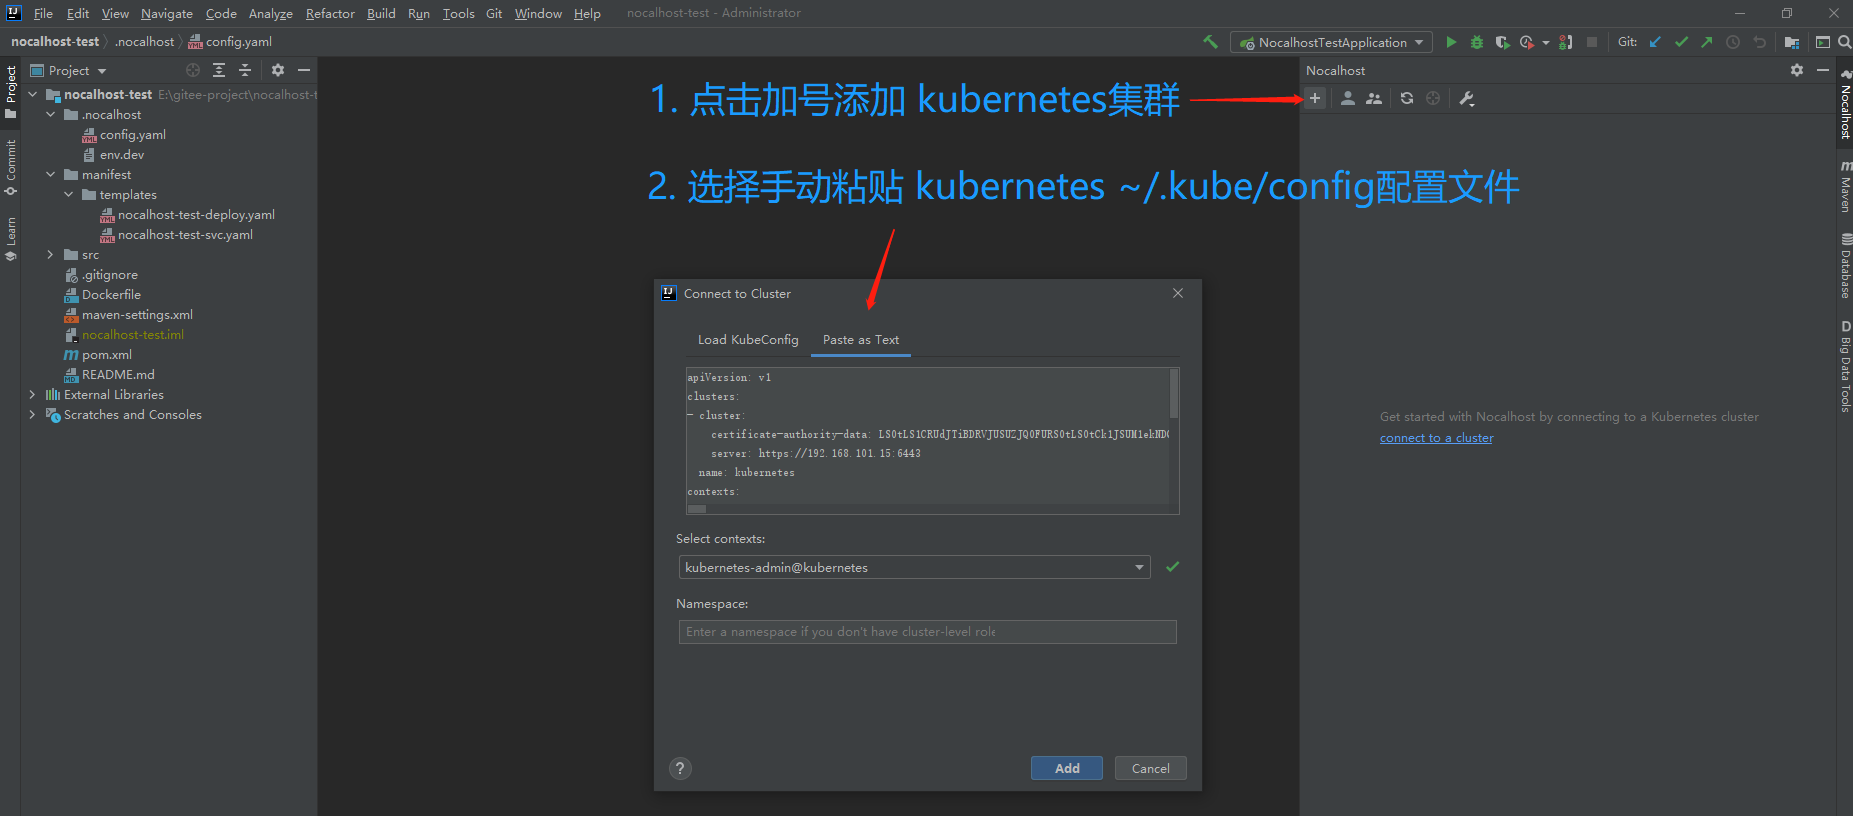 File Edit View Navigate Code Analyze Refactor Build Run Tools Git Window Help nocalhost-test - Administrator
nocalhost-test .nocalhost config.yaml NocalhostTestApplication Git:
Project
nocalhost-test E:\gitee-project\nocalhost-t
.nocalhost
config.yaml
env.dev
manifest
templates
nocalhost-test-deploy.yaml
nocalhost-test-svc.yaml
src
.gitignore
Dockerfile
maven-settings.xml
nocalhost-test.iml
pom.xml
README.md
External Libraries
Scratches and Consoles
Project
Commit
Learn
1. 点击加号添加 kubernetes集群
2. 选择手动粘贴 kubernetes ~/.kube/config配置文件
Connect to Cluster
Load KubeConfig Paste as Text
apiVersion: v1
clusters:
- cluster:
certificate-authority-data:
server: https://192.168.101.15:6443
name: kubernetes
contexts:
Select contexts:
kubernetes-admin@kubernetes
Namespace:
Enter a namespace if you don't have cluster-level role
? Add Cancel
Nocalhost
Get started with Nocalhost by connecting to a Kubernetes cluster
connect to a cluster
Nocalhost
Maven
Database
Big Data Tools